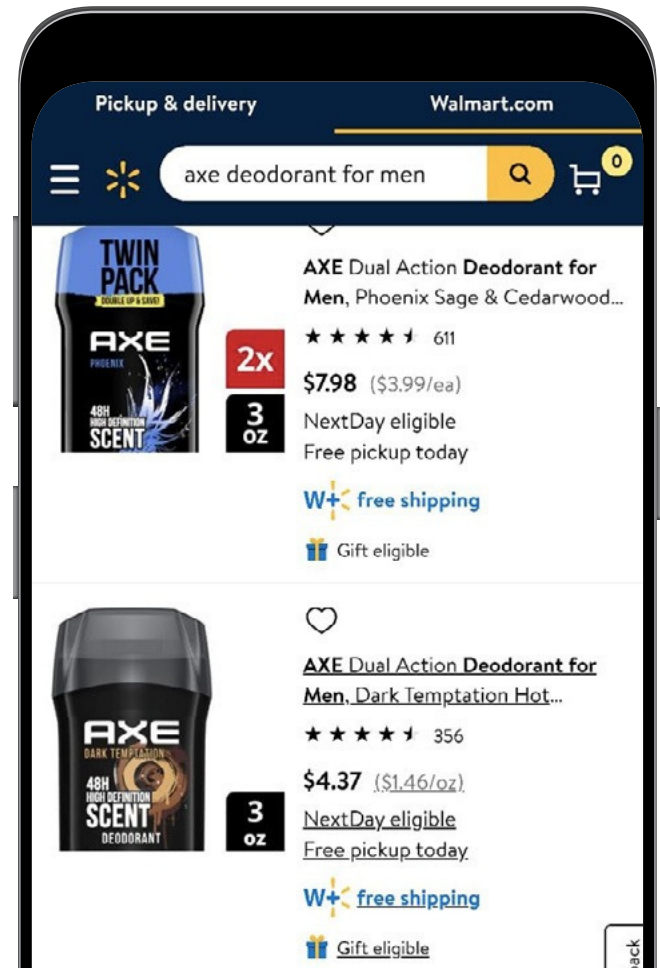 Pickup & delivery
Walmart.com
axe deodorant for men
0
TWIN
PACK
DOUBLE UP & SAVE!
AXE
PHOENIX
48H
HIGH DEFINITION
SCENT
2x
3
oz
AXE Dual Action Deodorant for
Men, Phoenix Sage & Cedarwood...
611
$7.98 ($3.99/ea)
NextDay eligible
Free pickup today
W+ free shipping
Gift eligible
AXE
DARK TEMPTATION
48H
HIGH DEFINITION
SCENT
DEODORANT
3
oz
AXE Dual Action Deodorant for
Men, Dark Temptation Hot...
356
$4.37 ($1.46/oz)
NextDay eligible
Free pickup today
W+ free shipping
Gift eligible